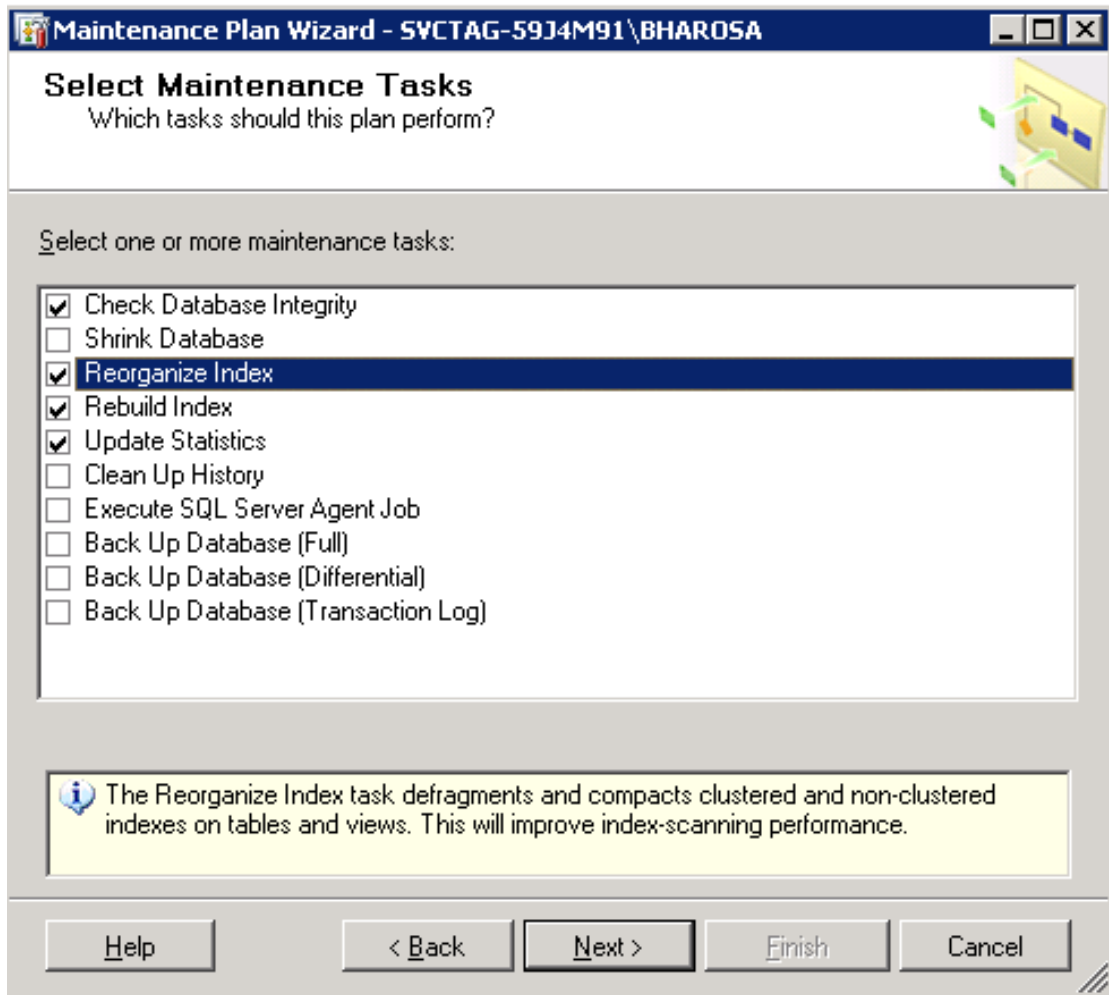 Maintenance Plan Wizard - SVCTAG-59J4M91\BHAROSA
Select Maintenance Tasks
Which tasks should this plan perform?
Select one or more maintenance tasks:
Check Database Integrity
Shrink Database
Reorganize Index
Rebuild Index
Update Statistics
Clean Up History
Execute SQL Server Agent Job
Back Up Database (Full)
Back Up Database (Differential)
Back Up Database (Transaction Log)
The Reorganize Index task defragments and compacts clustered and non-clustered
indexes on tables and views. This will improve index-scanning performance.
Help < Back Next > Finish Cancel